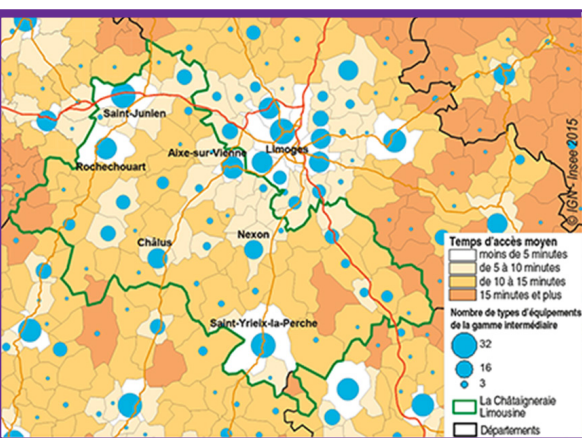 Saint-Junien
Rochechouart
Aixe-sur-Vienne
Limoges
Châlus
Nexon
Saint-Yrieix-la-Perche
© IGN - Insee 2015
Temps d'accès moyen
moins de 5 minutes
de 5 à 10 minutes
de 10 à 15 minutes
15 minutes et plus
Nombre de types d'équipements
de la gamme intermédiaire
32
16
3
La Châtaigneraie
Limousine
Départements